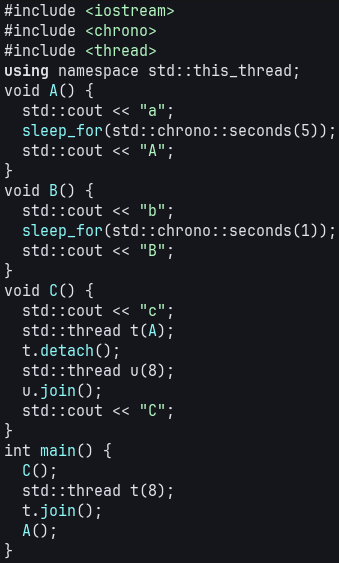 #include <iostream>
#include <chrono>
#include <thread>
using namespace std::this_thread;
void A() {
std::cout << "a";
sleep_for(std::chrono::seconds(5));
std::cout << "A";
}
void B() {
std::cout << "b";
sleep_for(std::chrono::seconds(1));
std::cout << "B";
}
void C() {
std::cout << "c";
std::thread t(A);
t.detach();
std::thread u(8);
u.join();
std::cout << "C";
}
int main() {
C();
std::thread t(8);
t.join();
A();
}